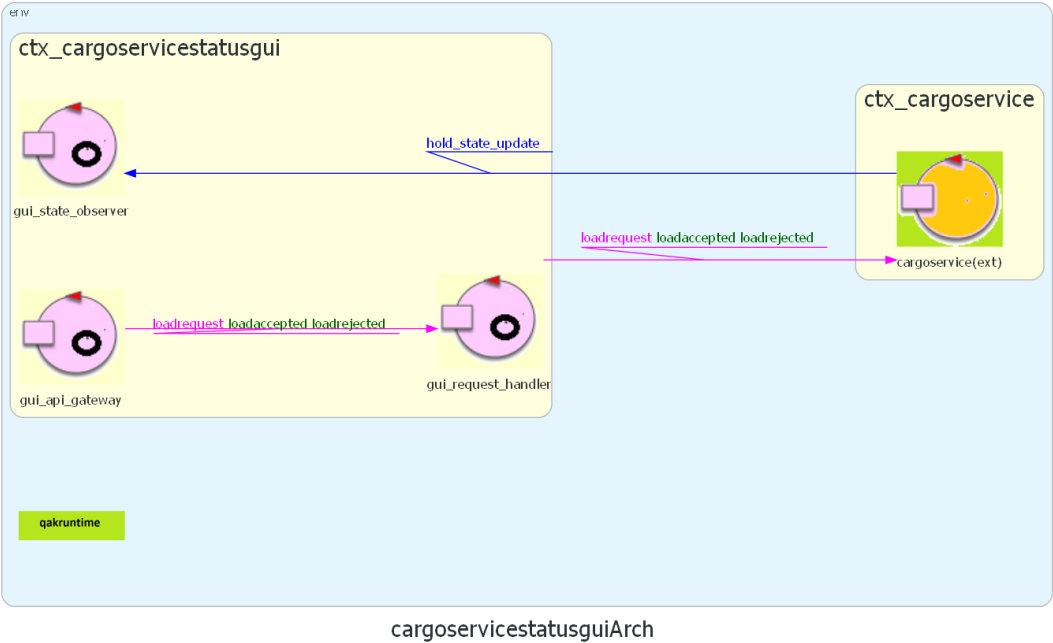 env
ctx_cargoservicestatusgui
ctx_cargoservice
hold_state_update
gui_state_observer
loadrequest loadaccepted loadrejected
cargoservice(ext)
loadrequest loadaccepted loadrejected
gui_request_handler
gui_api_gateway
qakruntime
cargoservicestatusguiArch